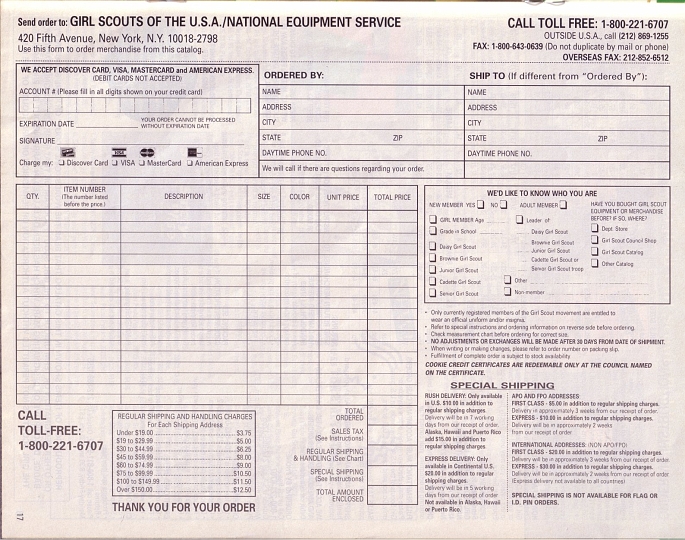 Send order to: GIRL SCOUTS OF THE U.S.A./NATIONAL EQUIPMENT SERVICE
420 Fifth Avenue, New York, N.Y. 10018-2798
Use this form to order merchandise from this catalog.
CALL TOLL FREE: 1-800-221-6707
OUTSIDE U.S.A., call (212) 869-1255
FAX: 1-800-643-0639 (Do not duplicate by mail or phone)
OVERSEAS FAX: 212-852-6512
WE ACCEPT DISCOVER CARD, VISA, MASTERCARD and AMERICAN EXPRESS.
(DEBIT CARDS NOT ACCEPTED)
ACCOUNT # (Please fill in all digits shown on your credit card)
EXPIRATION DATE
YOUR ORDER CANNOT BE PROCESSED
WITHOUT EXPIRATION DATE
SIGNATURE
VISA
Charge my: Discover Card VISA MasterCard American Express
ORDERED BY:
NAME
ADDRESS
CITY
STATE ZIP
DAYTIME PHONE NO.
We will call if there are questions regarding your order.
SHIP TO (If different from "Ordered By"):
NAME
ADDRESS
CITY
STATE ZIP
DAYTIME PHONE NO.
QTY.
ITEM NUMBER
(The number listed
before the price.)
DESCRIPTION
SIZE
COLOR
UNIT PRICE
TOTAL PRICE
WE'D LIKE TO KNOW WHO YOU ARE
NEW MEMBER YES NO ADULT MEMBER
GIRL MEMBER Age
Grade in School
Daisy Girl Scout
Brownie Girl Scout
Junior Girl Scout
Cadette Girl Scout
Senior Girl Scout
Leader of
Daisy Girl Scout
Brownie Girl Scout
Junior Girl Scout
Cadette Girl Scout or
Senior Girl Scout troop
Other
Non-member
HAVE YOU BOUGHT GIRL SCOUT
EQUIPMENT OR MERCHANDISE
BEFORE? IF SO, WHERE?
Dept. Store
Girl Scout Council Shop
Girl Scout Catalog
Other Catalog
• Only currently registered members of the Girl Scout movement are entitled to
wear an official uniform and/or insignia.
• Refer to special instructions and ordering information on reverse side before ordering.
• Check measurement chart before ordering for correct size.
• NO ADJUSTMENTS OR EXCHANGES WILL BE MADE AFTER 30 DAYS FROM DATE OF SHIPMENT.
• When writing or making changes, please refer to order number on packing slip.
• Fulfillment of complete order is subject to stock availability
COOKIE CREDIT CERTIFICATES ARE REDEEMABLE ONLY AT THE COUNCIL NAMED
ON THE CERTIFICATE.
SPECIAL SHIPPING
RUSH DELIVERY: Only available
in U.S. $10.00 in addition to
regular shipping charges
Delivery will be in 7 working
days from our receipt of order.
Alaska, Hawaii and Puerto Rico
add $15.00 in addition to
regular shipping charges.
EXPRESS DELIVERY: Only
available in Continental U.S.
$20.00 in addition to regular
shipping charges.
Delivery will be in 5 working
days from our receipt of order
Not available in Alaska, Hawaii
or Puerto Rico.
APO AND FPO ADDRESSES:
FIRST CLASS - $5.00 in addition to regular shipping charges.
Delivery in approximately 3 weeks from our receipt of order.
EXPRESS - $10.00 in addition to regular shipping charges.
Delivery in approximately 2 weeks
from our receipt of order.
INTERNATIONAL ADDRESSES: (NON APO/FPO)
FIRST CLASS - $20.00 in addition to regular shipping charges.
Delivery will be in approximately 3 weeks from our receipt of order
EXPRESS - $30.00 in addition to regular shipping charges.
Delivery will be in approximately 2 weeks from our receipt of order
(Express delivery not available to all countries)
SPECIAL SHIPPING IS NOT AVAILABLE FOR FLAG OR
I.D. PIN ORDERS.
CALL
TOLL-FREE:
1-800-221-6707
REGULAR SHIPPING AND HANDLING CHARGES
For Each Shipping Address
Under $19.00 $3.75
$19 to $29.99 $5.00
$30 to $44.99 $6.25
$45 to $59.99 $8.00
$60 to $74.99 $9.00
$75 to $99.99 $10.50
$100 to $149.99 $11.50
Over $150.00 $12.50
THANK YOU FOR YOUR ORDER
TOTAL
ORDERED
SALES TAX
(See Instructions)
REGULAR SHIPPING
& HANDLING (See Chart)
SPECIAL SHIPPING
(See Instructions)
TOTAL AMOUNT
ENCLOSED
17